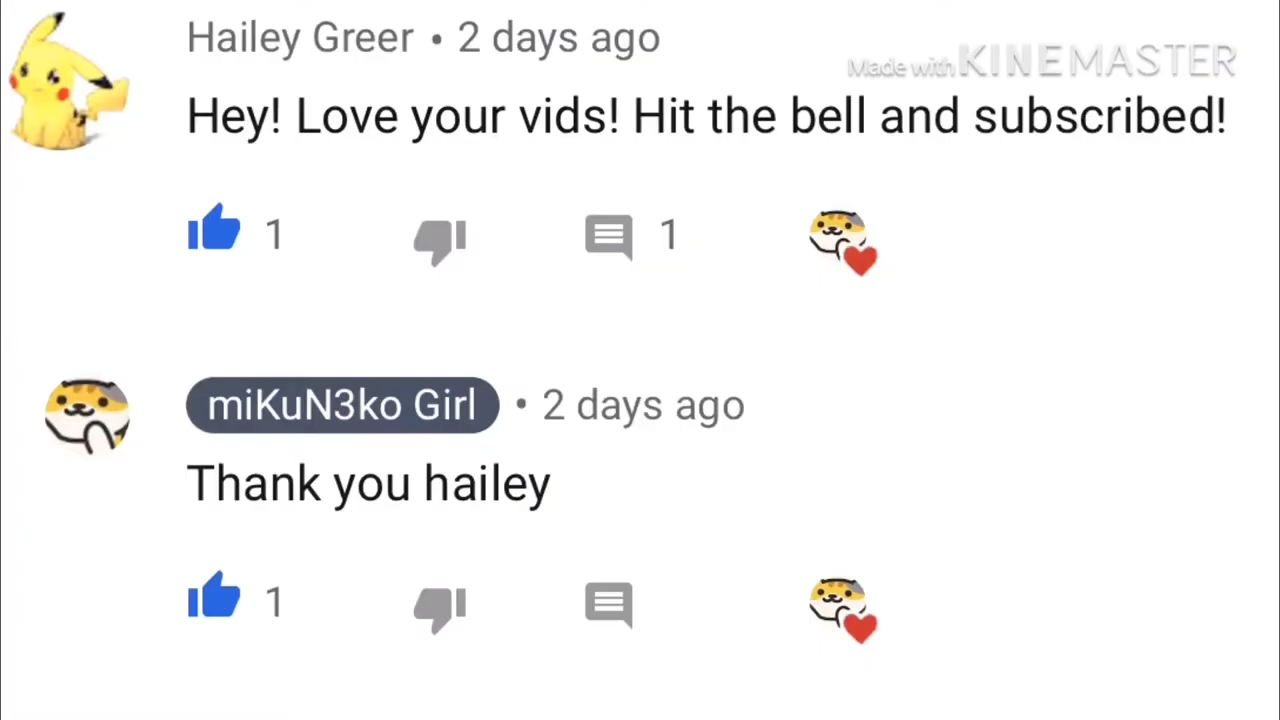 Hailey Greer • 2 days ago
Made with KINEMASTER
Hey! Love your vids! Hit the bell and subscribed!
1 1
miKuN3ko Girl • 2 days ago
Thank you hailey
1